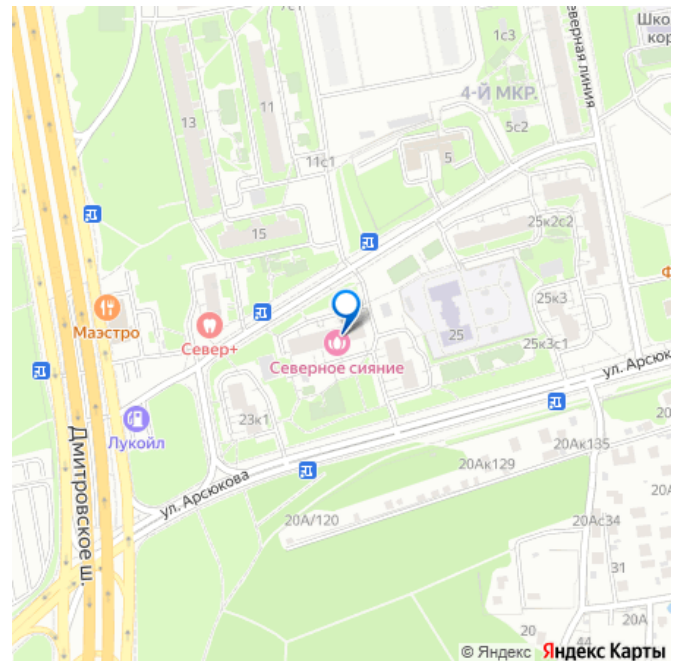 7с1
1с3
Шко
кор
13
11
4-Й МКР.
Северная линия
5с2
11с1
5
15
25к2с2
Маэстро
Север+
25
25к3
25к3с1
Северное сияние
ул. Арсюк
Лукойл
23к1
Дмитровское ш.
ул. Арсюкова
20Ак129
20Ак135
20А/120
20Ас34
31
20
44
© Яндекс Яндекс Карты